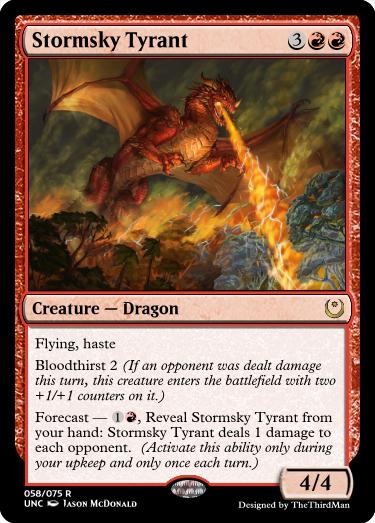 Stormsky Tyrant 3
Creature — Dragon
Flying, haste
Bloodthirst 2 (If an opponent was dealt damage
this turn, this creature enters the battlefield with two
+1/+1 counters on it.)
Forecast — 1, Reveal Stormsky Tyrant from
your hand: Stormsky Tyrant deals 1 damage to
each opponent. (Activate this ability only during
your upkeep and only once each turn.)
4/4
058/075 R
UNC Jason McDonald
Designed by TheThirdMan